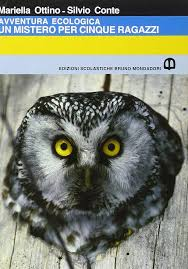 Mariella Ottino - Silvio Conte
AVVENTURA ECOLOGICA
UN MISTERO PER CINQUE RAGAZZI
EDIZIONI SCOLASTICHE BRUNO MONDADORI